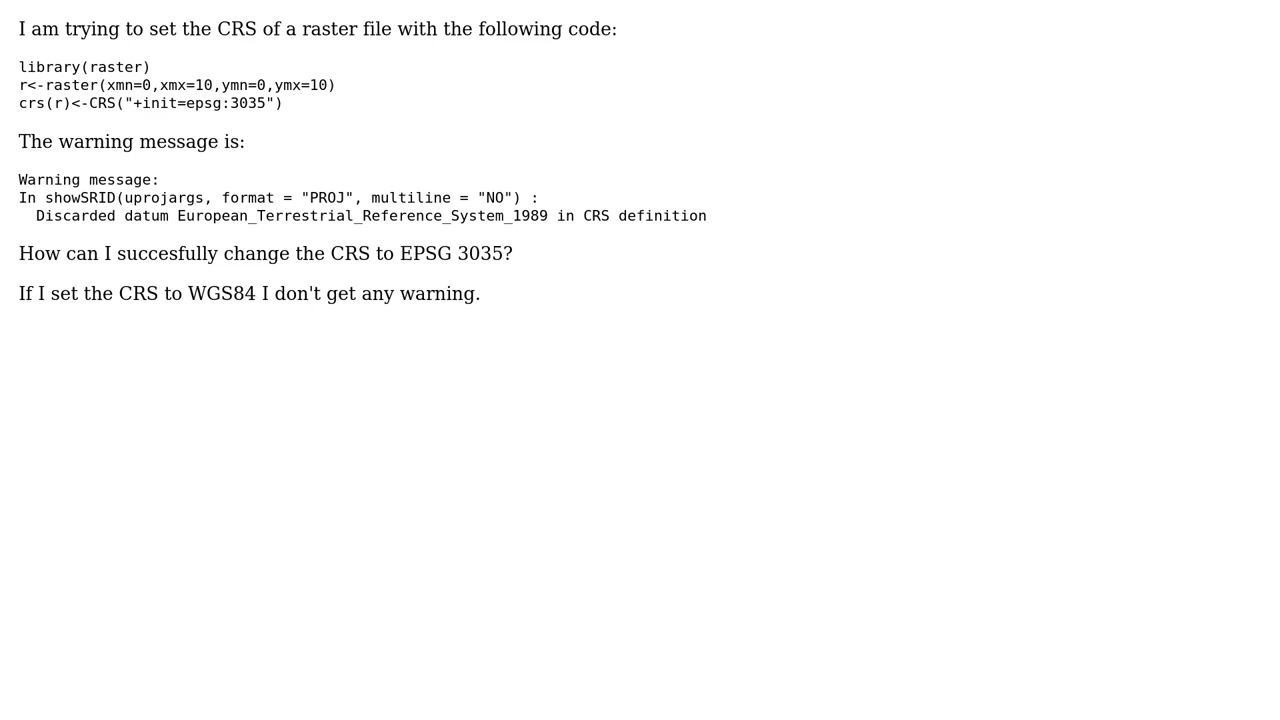 I am trying to set the CRS of a raster file with the following code:
library(raster)
r<-raster(xmn=0,xmx=10,ymn=0,ymx=10)
crs(r)<-CRS("+init=epsg:3035")
The warning message is:
Warning message:
In showSRID(uprojargs, format = "PROJ", multiline = "NO") :
  Discarded datum European_Terrestrial_Reference_System_1989 in CRS definition
How can I succesfully change the CRS to EPSG 3035?
If I set the CRS to WGS84 I don't get any warning.